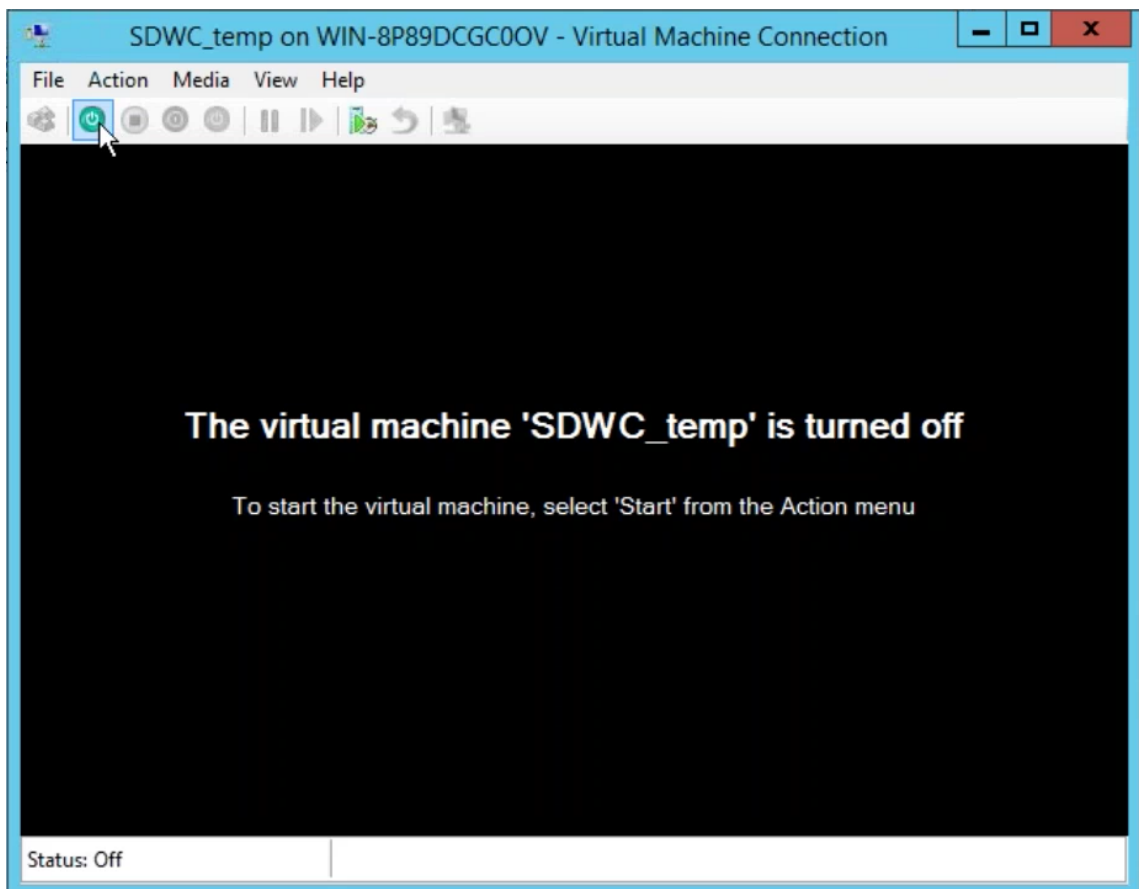 SDWC_temp on WIN-8P89DCGC0OV - Virtual Machine Connection
File Action Media View Help
The virtual machine 'SDWC_temp' is turned off
To start the virtual machine, select 'Start' from the Action menu
Status: Off